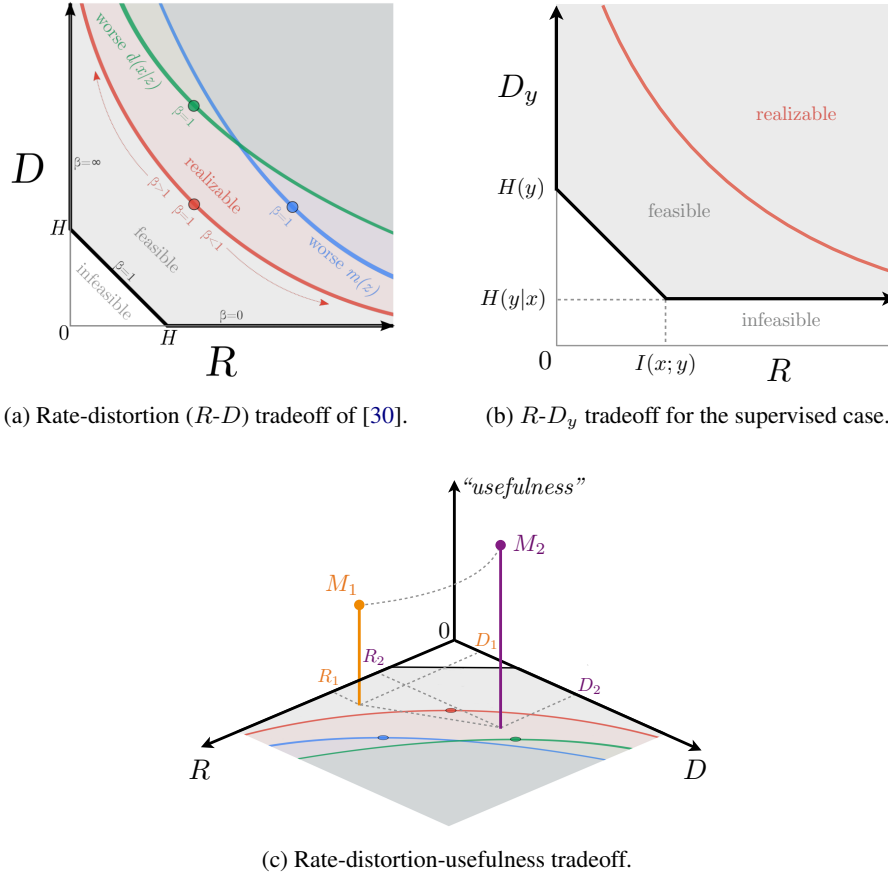 worse d(x|z)
β=1
D
β=∞
realizable
β>1
β=1
β<1
β=1
worse m(z)
H
feasible
β=1
infeasible
β=0
0
H
R
(a) Rate-distortion (R-D) tradeoff of [30].
D_y
realizable
H(y)
feasible
H(y|x)
infeasible
0
I(x; y)
R
(b) R-D_y tradeoff for the supervised case.
“usefulness”
M_2
M_1
0
D_1
R_2
R_1
D_2
R
D
(c) Rate-distortion-usefulness tradeoff.